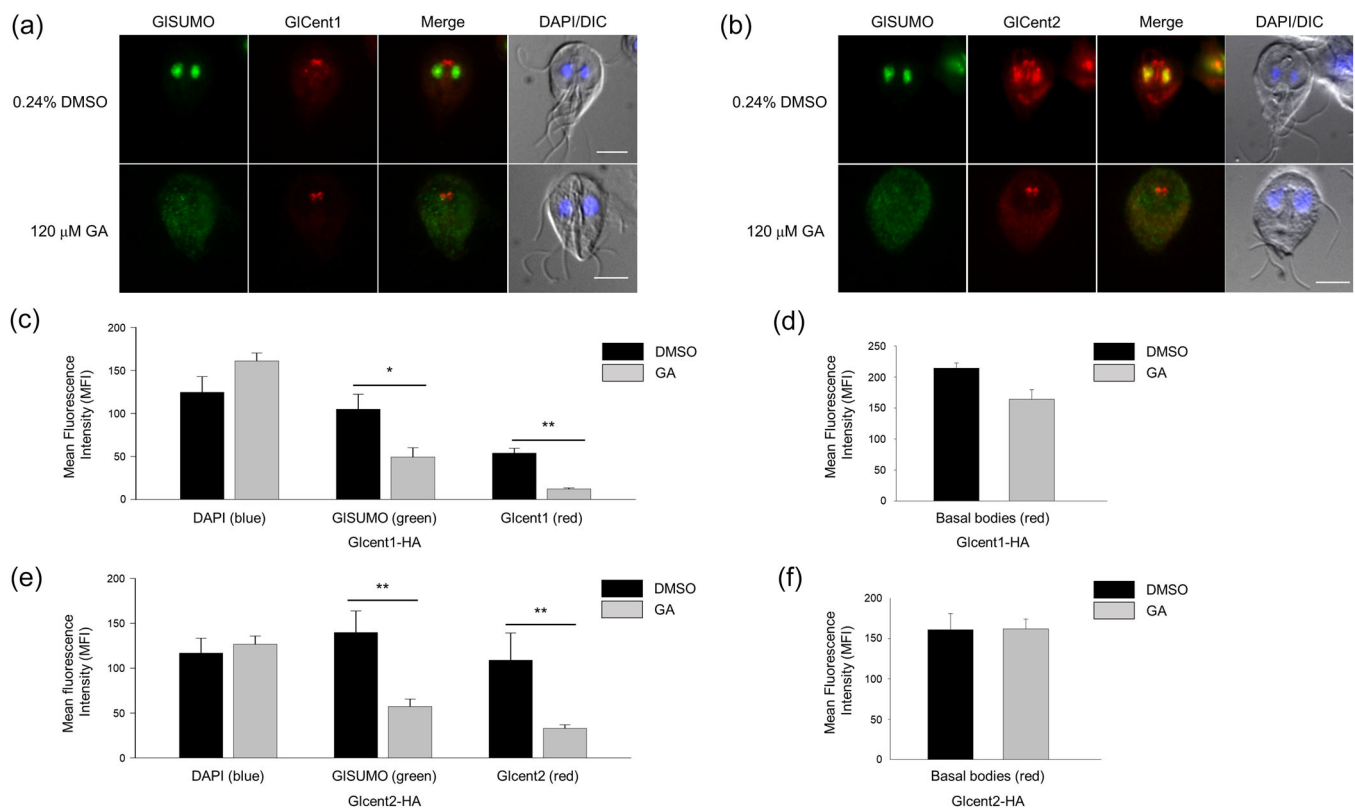 (a)
GlSUMO GlCent1 Merge DAPI/DIC
0.24% DMSO
120 μM GA
(b)
GlSUMO GlCent2 Merge DAPI/DIC
0.24% DMSO
120 μM GA
(c)
Mean Fluorescence
Intensity (MFI)
200
150
100
50
0
*
**
DMSO
GA
DAPI (blue) GlSUMO (green) Glcent1 (red)
Glcent1-HA
(d)
Mean Fluorescence
Intensity (MFI)
250
200
150
100
50
0
DMSO
GA
Basal bodies (red)
Glcent1-HA
(e)
Mean fluorescence
Intensity (MFI)
200
150
100
50
0
**
**
DMSO
GA
DAPI (blue) GlSUMO (green) Glcent2 (red)
Glcent2-HA
(f)
Mean Fluorescence
Intensity (MFI)
200
150
100
50
0
DMSO
GA
Basal bodies (red)
Glcent2-HA